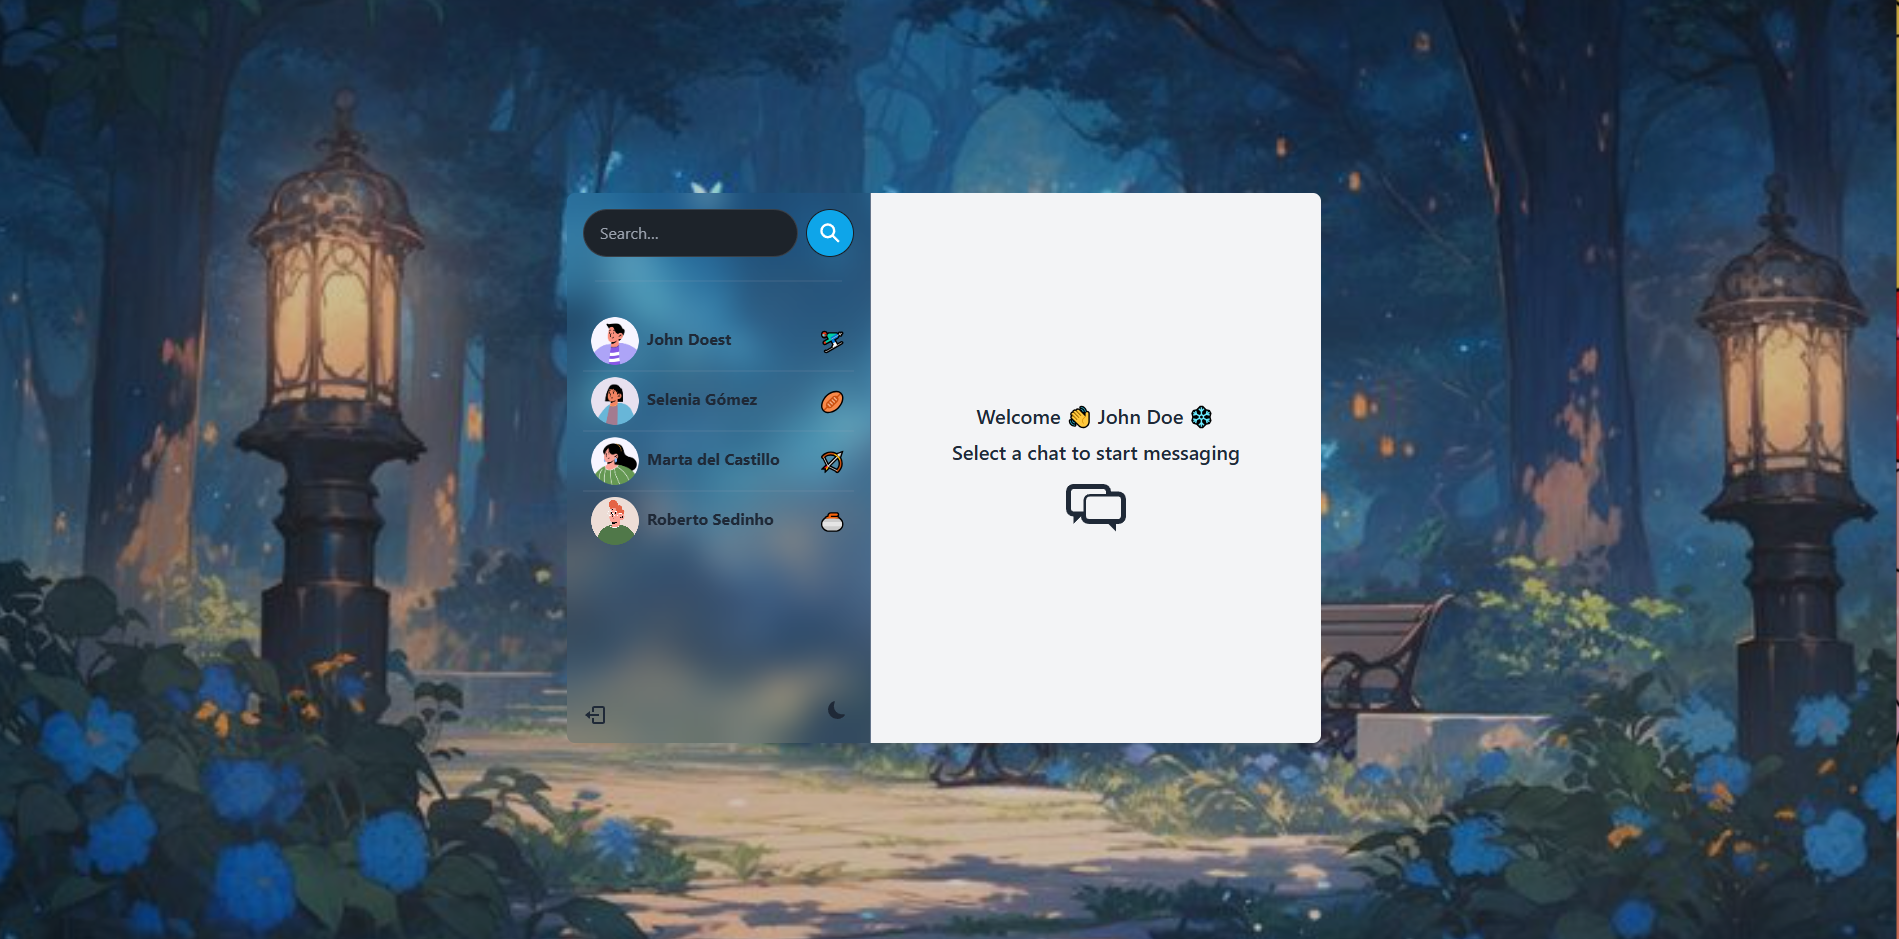 Search...
John Doest
Selenia Gómez
Marta del Castillo
Roberto Sedinho
Welcome 👋 John Doe ❄️
Select a chat to start messaging